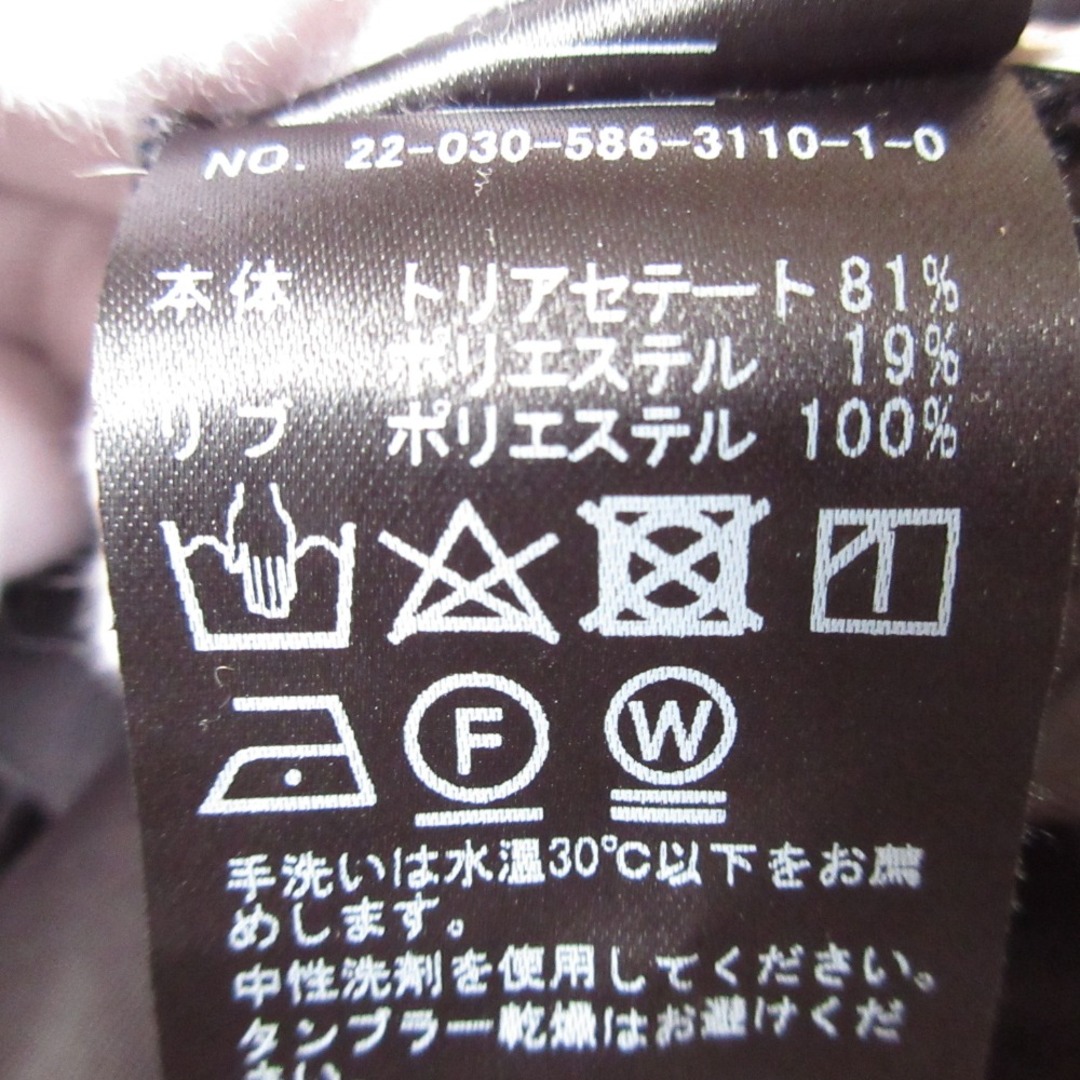 NO. 22-030-586-3110-1-0
本体 トリアセテート 81%
ポリエステル 19%
リブ ポリエステル 100%
F W
手洗いは水温30℃以下をお薦
めします。
中性洗剤を使用してください。
タンブラー乾燥はお避けくだ
さい